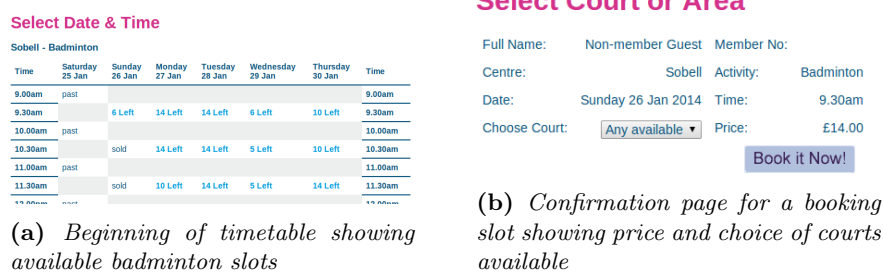 Select Date & Time
Sobell - Badminton
Time Saturday 25 Jan Sunday 26 Jan Monday 27 Jan Tuesday 28 Jan Wednesday 29 Jan Thursday 30 Jan Time
9.00am past 9.00am
9.30am 6 Left 14 Left 14 Left 6 Left 10 Left 9.30am
10.00am past 10.00am
10.30am sold 14 Left 14 Left 5 Left 10 Left 10.30am
11.00am past 11.00am
11.30am sold 10 Left 14 Left 5 Left 14 Left 11.30am
12.00pm past 12.00pm
(a) Beginning of timetable showing
available badminton slots
Select Court or Area
Full Name: Non-member Guest Member No:
Centre: Sobell Activity: Badminton
Date: Sunday 26 Jan 2014 Time: 9.30am
Choose Court: Any available Price: £14.00
Book it Now!
(b) Confirmation page for a booking
slot showing price and choice of courts
available